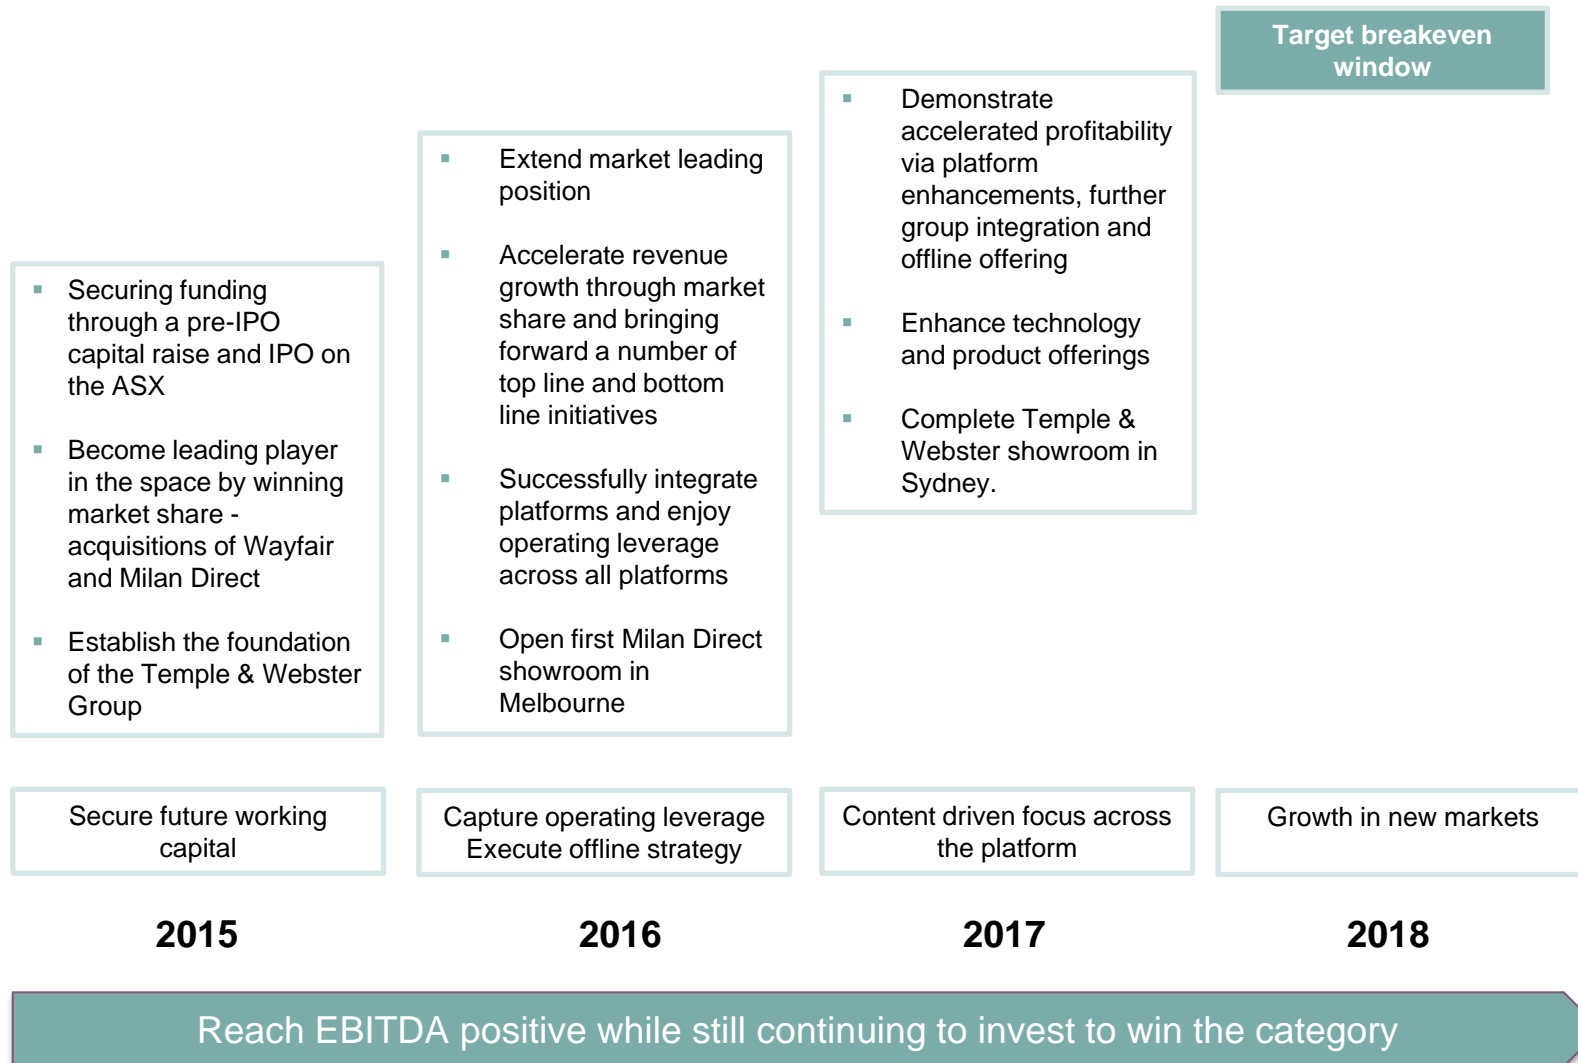 Target breakeven
window
Securing funding
through a pre-IPO
capital raise and IPO on
the ASX
Become leading player
in the space by winning
market share -
acquisitions of Wayfair
and Milan Direct
Establish the foundation
of the Temple & Webster
Group
Extend market leading
position
Accelerate revenue
growth through market
share and bringing
forward a number of
top line and bottom
line initiatives
Successfully integrate
platforms and enjoy
operating leverage
across all platforms
Open first Milan Direct
showroom in
Melbourne
Demonstrate
accelerated profitability
via platform
enhancements, further
group integration and
offline offering
Enhance technology
and product offerings
Complete Temple &
Webster showroom in
Sydney.
Secure future working
capital
Capture operating leverage
Execute offline strategy
Content driven focus across
the platform
Growth in new markets
2015
2016
2017
2018
Reach EBITDA positive while still continuing to invest to win the category